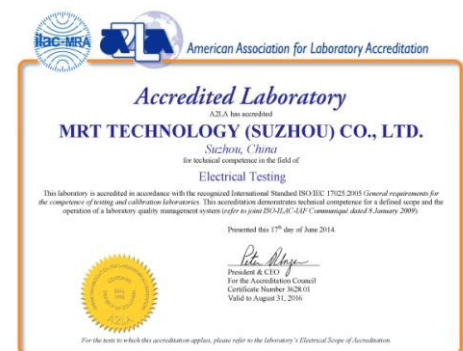 ilac-MRA
A2LA
American Association for Laboratory Accreditation
Accredited Laboratory
A2LA has accredited
MRT TECHNOLOGY (SUZHOU) CO., LTD.
Suzhou, China
for technical competence in the field of
Electrical Testing
This laboratory is accredited in accordance with the recognized International Standard ISO/IEC 17025:2005 General requirements for
the competence of testing and calibration laboratories. This accreditation demonstrates technical competence for a defined scope and the
operation of a laboratory quality management system (refer to joint ISO-ILAC-IAF Communiqué dated 8 January 2009).
Presented this 17th day of June 2014.
President & CEO
For the Accreditation Council
Certificate Number 3628.01
Valid to August 31, 2016
A2LA
For the tests to which this accreditation applies, please refer to the laboratory's Electrical Scope of Accreditation.